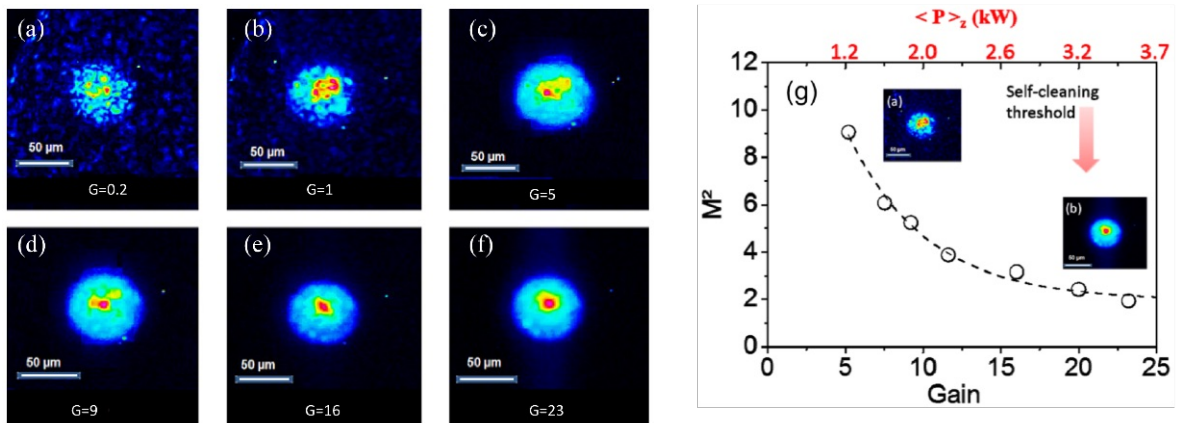 (a)
50 µm
G=0.2
(b)
50 µm
G=1
(c)
50 µm
G=5
(d)
50 µm
G=9
(e)
50 µm
G=16
(f)
50 µm
G=23
< P >z (kW)
1.2 2.0 2.6 3.2 3.7
(g)
12
10
8
6
4
2
0
M²
(a)
50 µm
Self-cleaning
threshold
(b)
50 µm
0 5 10 15 20 25
Gain